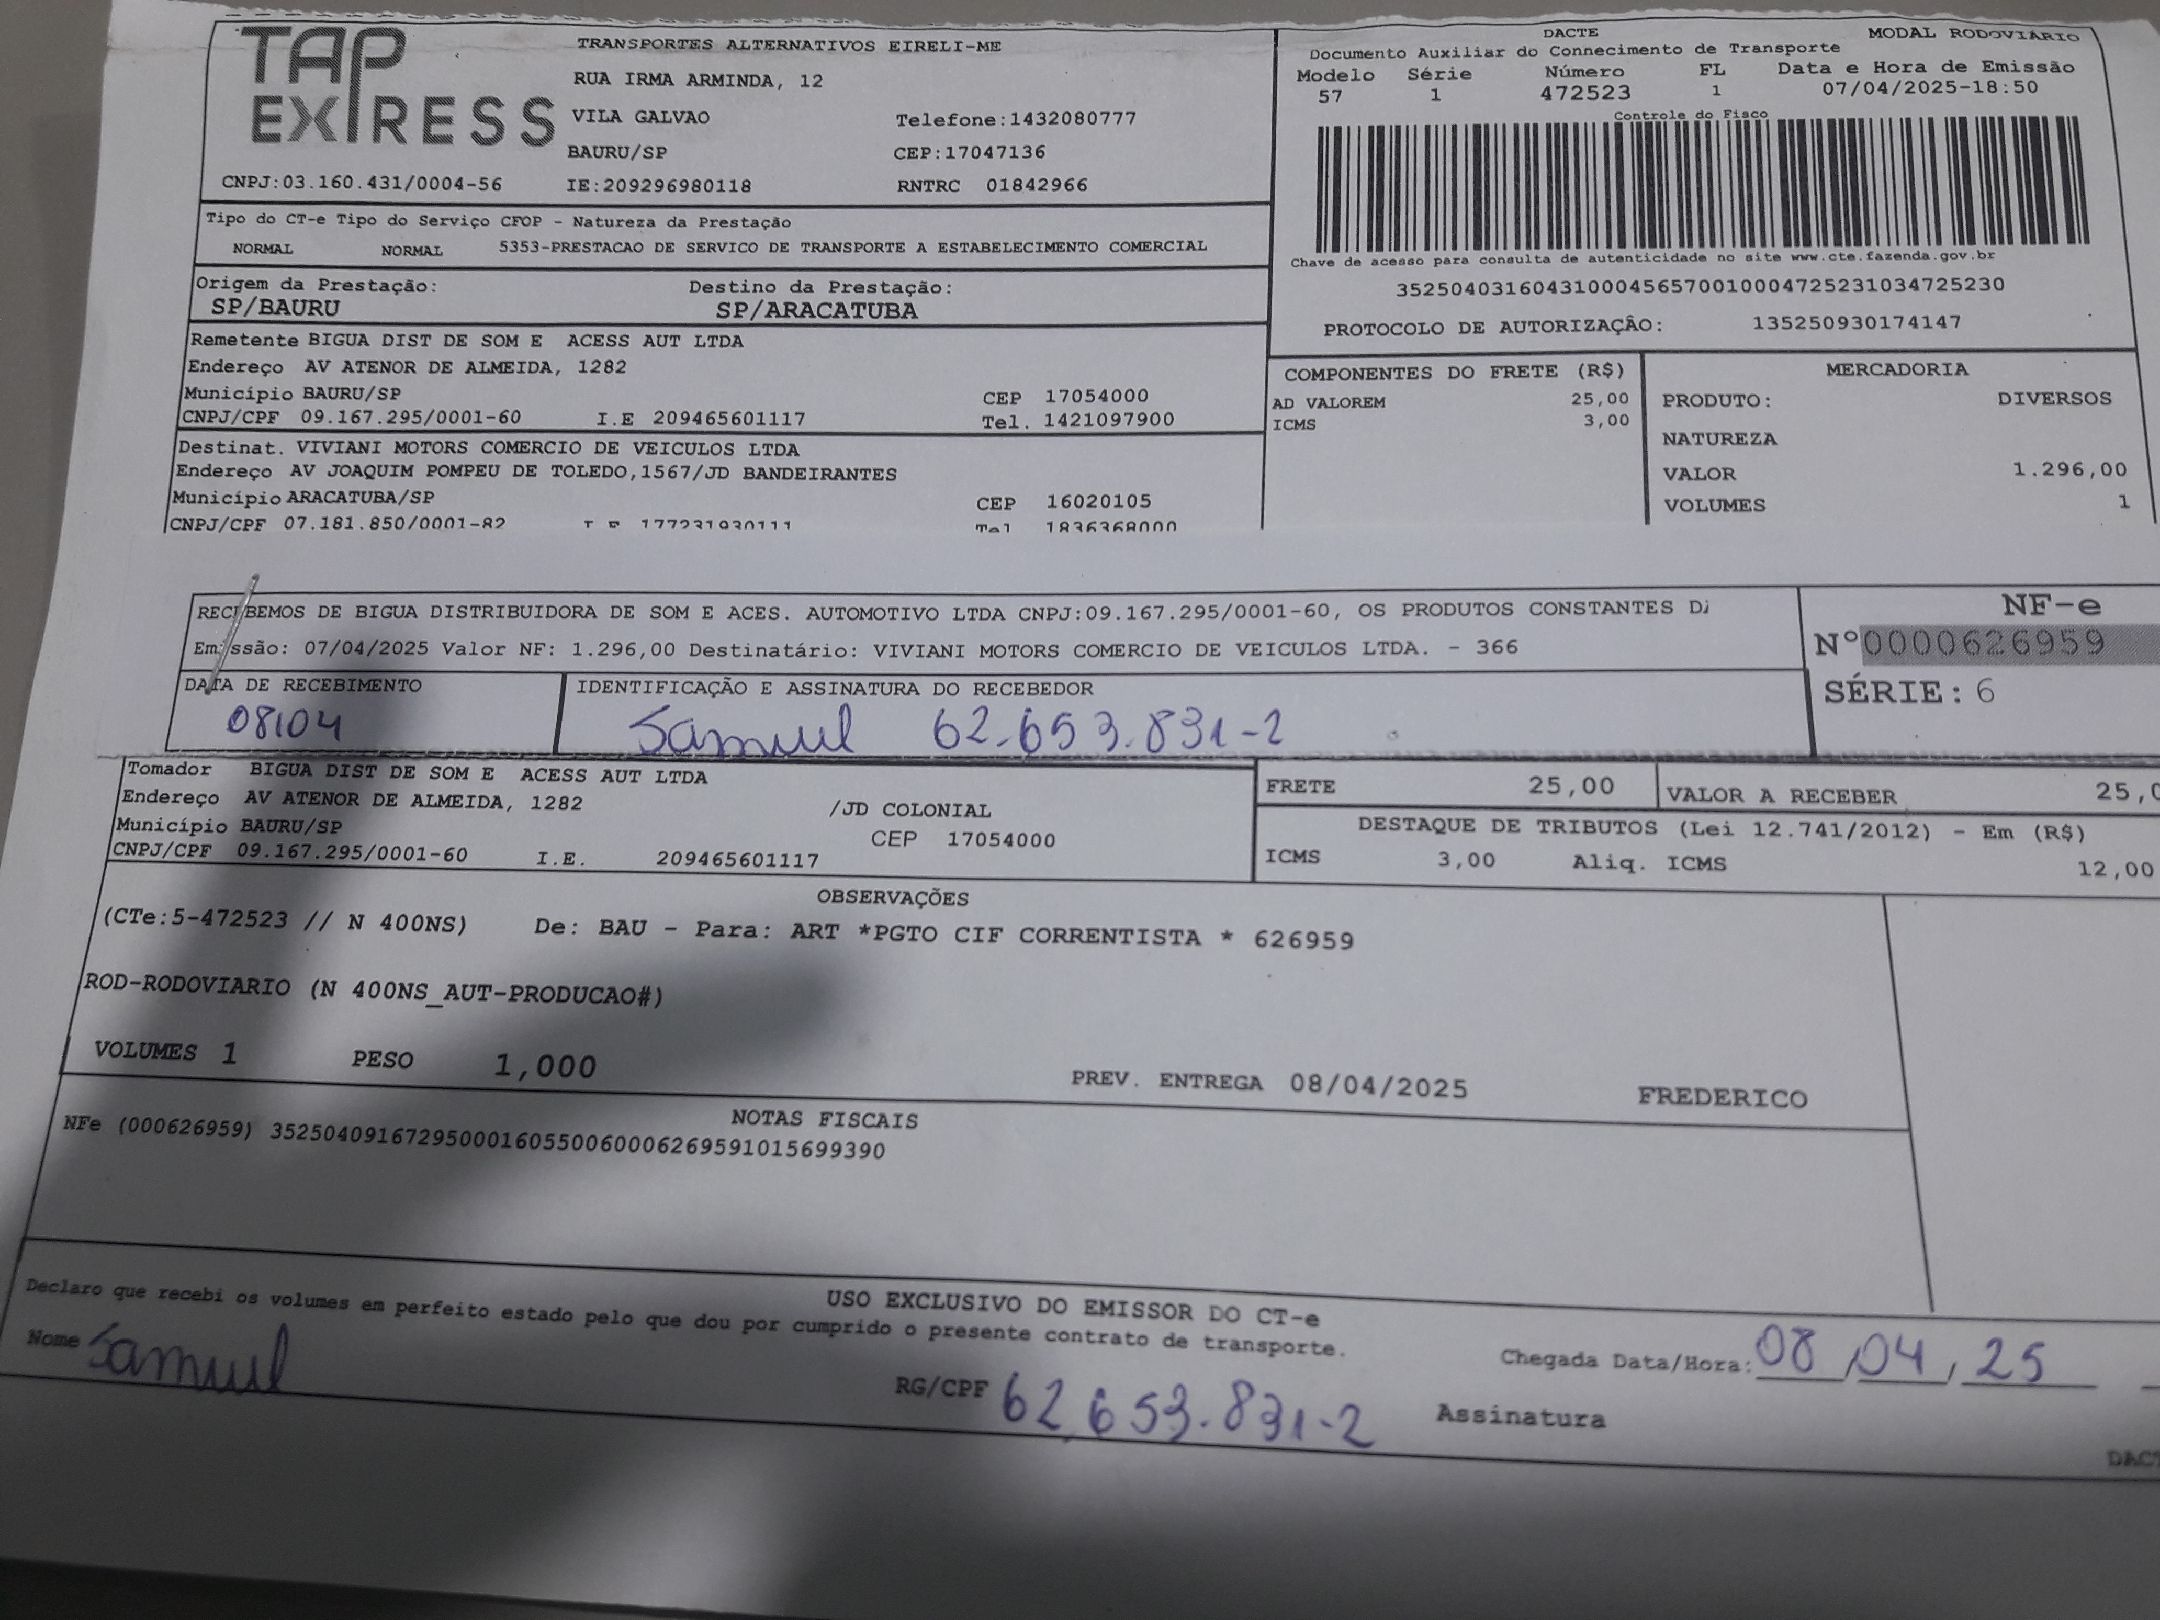 TAP EXPRESS
TRANSPORTES ALTERNATIVOS EIRELI-ME
RUA IRMA ARMINDA, 12
VILA GALVAO Telefone:1432080777
BAURU/SP CEP:17047136
CNPJ:03.160.431/0004-56 IE:209296980118 RNTRC 01842966
DACTE MODAL RODOVIÁRIO
Documento Auxiliar do Connecimento de Transporte
Modelo Série Número FL Data e Hora de Emissão
57 1 472523 1 07/04/2025-18:50
Controle do Fisco
Chave de acesso para consulta de autenticidade no site www.cte.fazenda.gov.br
35250403160431000456570010004725231034725230
PROTOCOLO DE AUTORIZAÇÂO: 135250930174147
Tipo do CT-e Tipo do Serviço CFOP - Natureza da Prestação
NORMAL NORMAL 5353-PRESTACAO DE SERVICO DE TRANSPORTE A ESTABELECIMENTO COMERCIAL
Origem da Prestação: Destino da Prestação:
SP/BAURU SP/ARACATUBA
Remetente BIGUA DIST DE SOM E ACESS AUT LTDA
Endereço AV ATENOR DE ALMEIDA, 1282
Município BAURU/SP CEP 17054000
CNPJ/CPF 09.167.295/0001-60 I.E 209465601117 Tel. 1421097900
Destinat. VIVIANI MOTORS COMERCIO DE VEICULOS LTDA
Endereço AV JOAQUIM POMPEU DE TOLEDO,1567/JD BANDEIRANTES
Município ARACATUBA/SP CEP 16020105
CNPJ/CPF 07.181.850/0001-82 I.E 177231930111 Tel 1836368000
COMPONENTES DO FRETE (R$)
AD VALOREM 25,00
ICMS 3,00
MERCADORIA
PRODUTO: DIVERSOS
NATUREZA
VALOR 1.296,00
VOLUMES 1
RECEBEMOS DE BIGUA DISTRIBUIDORA DE SOM E ACES. AUTOMOTIVO LTDA CNPJ:09.167.295/0001-60, OS PRODUTOS CONSTANTES
Emissão: 07/04/2025 Valor NF: 1.296,00 Destinatário: VIVIANI MOTORS COMERCIO DE VEICULOS LTDA. - 366
NF-e
Nº0000626959
SÉRIE: 6
DATA DE RECEBIMENTO IDENTIFICAÇÃO E ASSINATURA DO RECEBEDOR
08/04 Samuel 62.653.831-2
Tomador BIGUA DIST DE SOM E ACESS AUT LTDA
Endereço AV ATENOR DE ALMEIDA, 1282 /JD COLONIAL
Município BAURU/SP CEP 17054000
CNPJ/CPF 09.167.295/0001-60 I.E. 209465601117
FRETE 25,00 VALOR A RECEBER 25,0
DESTAQUE DE TRIBUTOS (Lei 12.741/2012) - Em (R$)
ICMS 3,00 Aliq. ICMS 12,00
OBSERVAÇÕES
(CTe:5-472523 // N 400NS) De: BAU - Para: ART *PGTO CIF CORRENTISTA * 626959
ROD-RODOVIARIO (N 400NS_AUT-PRODUCAO#)
VOLUMES 1 PESO 1,000 PREV. ENTREGA 08/04/2025 FREDERICO
NOTAS FISCAIS
NFe (000626959) 35250409167295000160550060006269591015699390
USO EXCLUSIVO DO EMISSOR DO CT-e
Declaro que recebi os volumes em perfeito estado pelo que dou por cumprido o presente contrato de transporte.
Nome Samuel RG/CPF 62.653.831-2 Chegada Data/Hora: 08/04/25
Assinatura
DACT